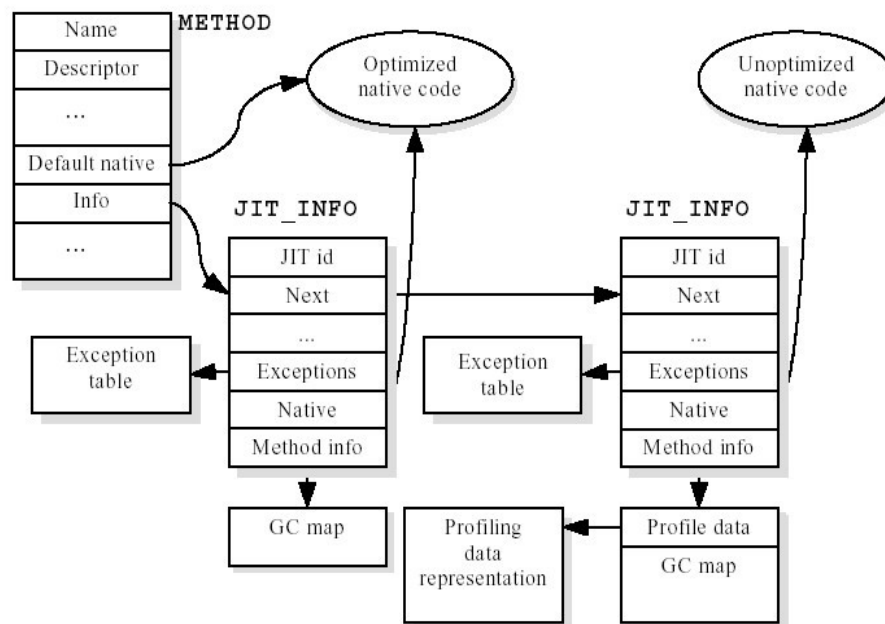 METHOD
Name
Descriptor
...
Default native
Info
...
Optimized
native code
Unoptimized
native code
JIT_INFO
JIT id
Next
...
Exceptions
Native
Method info
Exception
table
GC map
JIT_INFO
JIT id
Next
...
Exceptions
Native
Method info
Exception
table
Profile data
GC map
Profiling
data
representation